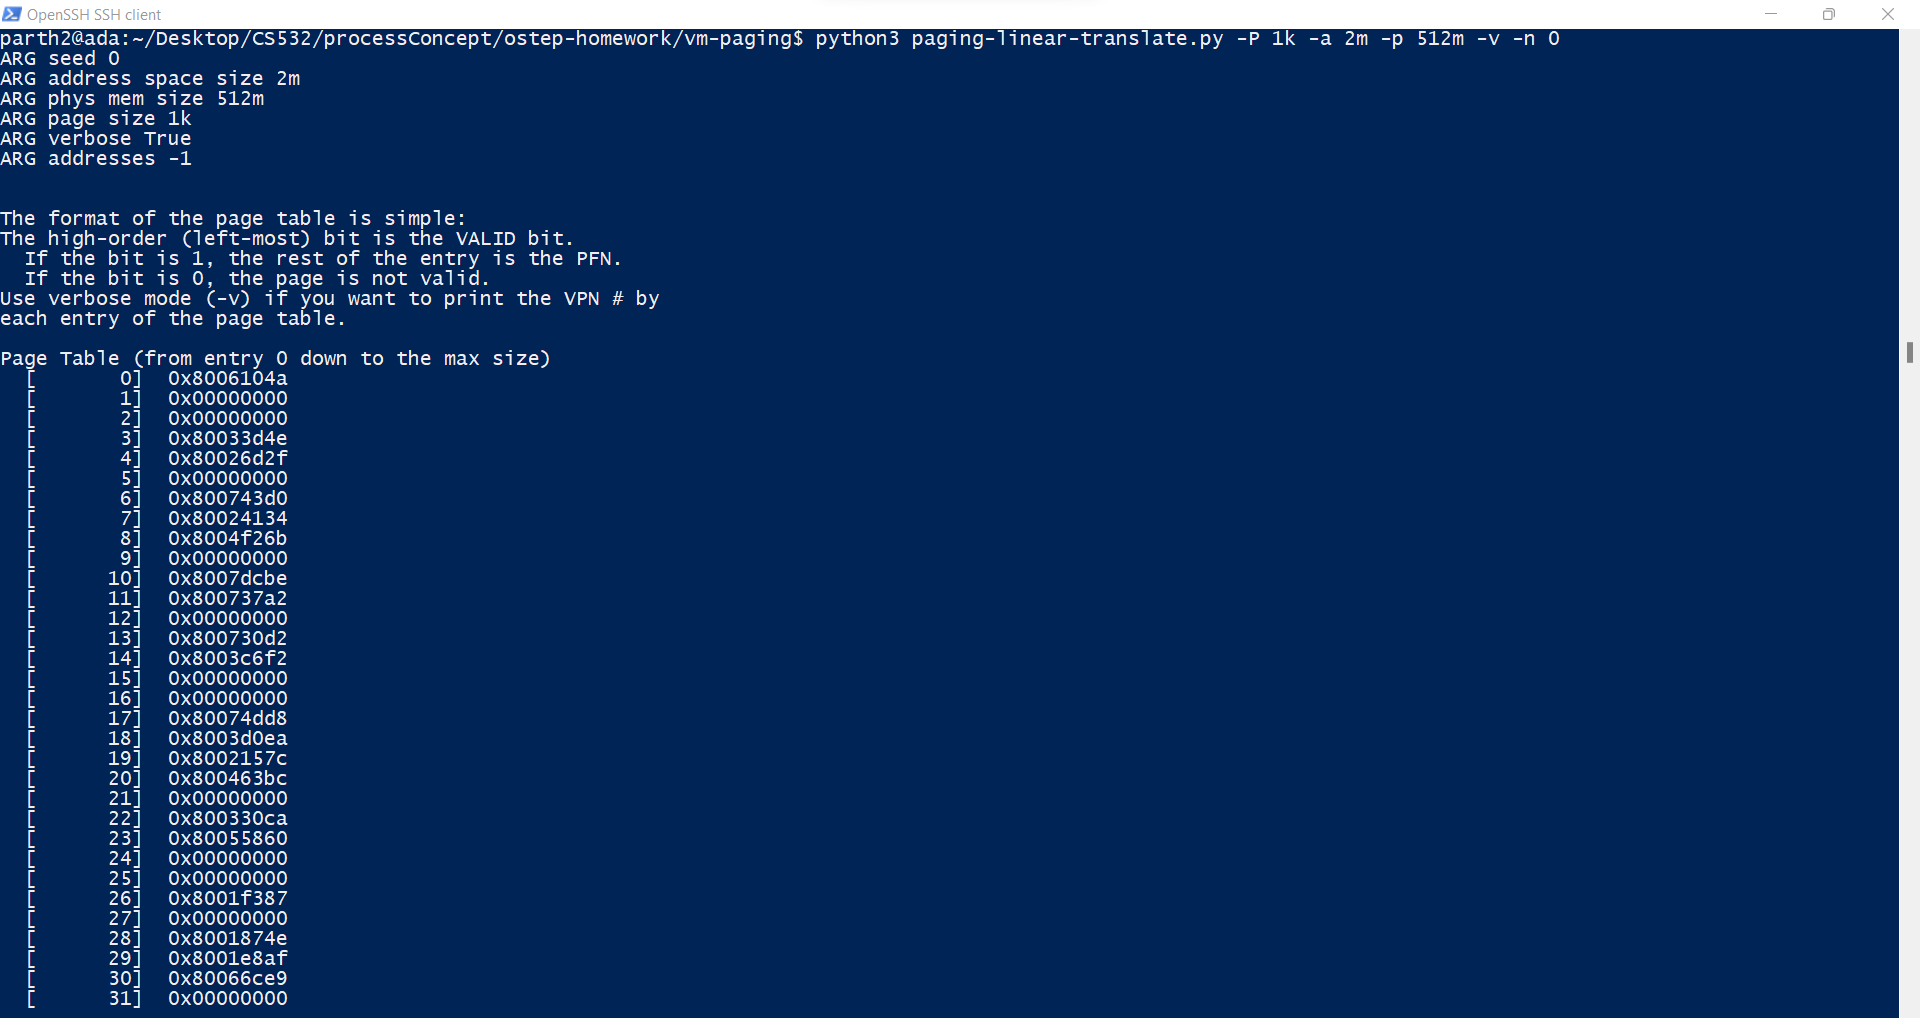 OpenSSH SSH client
parth2@ada:~/Desktop/CS532/processConcept/ostep-homework/vm-paging$ python3 paging-linear-translate.py -P 1k -a 2m -p 512m -v -n 0
ARG seed 0
ARG address space size 2m
ARG phys mem size 512m
ARG page size 1k
ARG verbose True
ARG addresses -1
The format of the page table is simple:
The high-order (left-most) bit is the VALID bit.
  If the bit is 1, the rest of the entry is the PFN.
  If the bit is 0, the page is not valid.
Use verbose mode (-v) if you want to print the VPN # by
each entry of the page table.
Page Table (from entry 0 down to the max size)
  [       0]  0x8006104a
  [       1]  0x00000000
  [       2]  0x00000000
  [       3]  0x80033d4e
  [       4]  0x80026d2f
  [       5]  0x00000000
  [       6]  0x800743d0
  [       7]  0x80024134
  [       8]  0x8004f26b
  [       9]  0x00000000
  [      10]  0x8007dcbe
  [      11]  0x800737a2
  [      12]  0x00000000
  [      13]  0x800730d2
  [      14]  0x8003c6f2
  [      15]  0x00000000
  [      16]  0x00000000
  [      17]  0x80074dd8
  [      18]  0x8003d0ea
  [      19]  0x8002157c
  [      20]  0x800463bc
  [      21]  0x00000000
  [      22]  0x800330ca
  [      23]  0x80055860
  [      24]  0x00000000
  [      25]  0x00000000
  [      26]  0x8001f387
  [      27]  0x00000000
  [      28]  0x8001874e
  [      29]  0x8001e8af
  [      30]  0x80066ce9
  [      31]  0x00000000